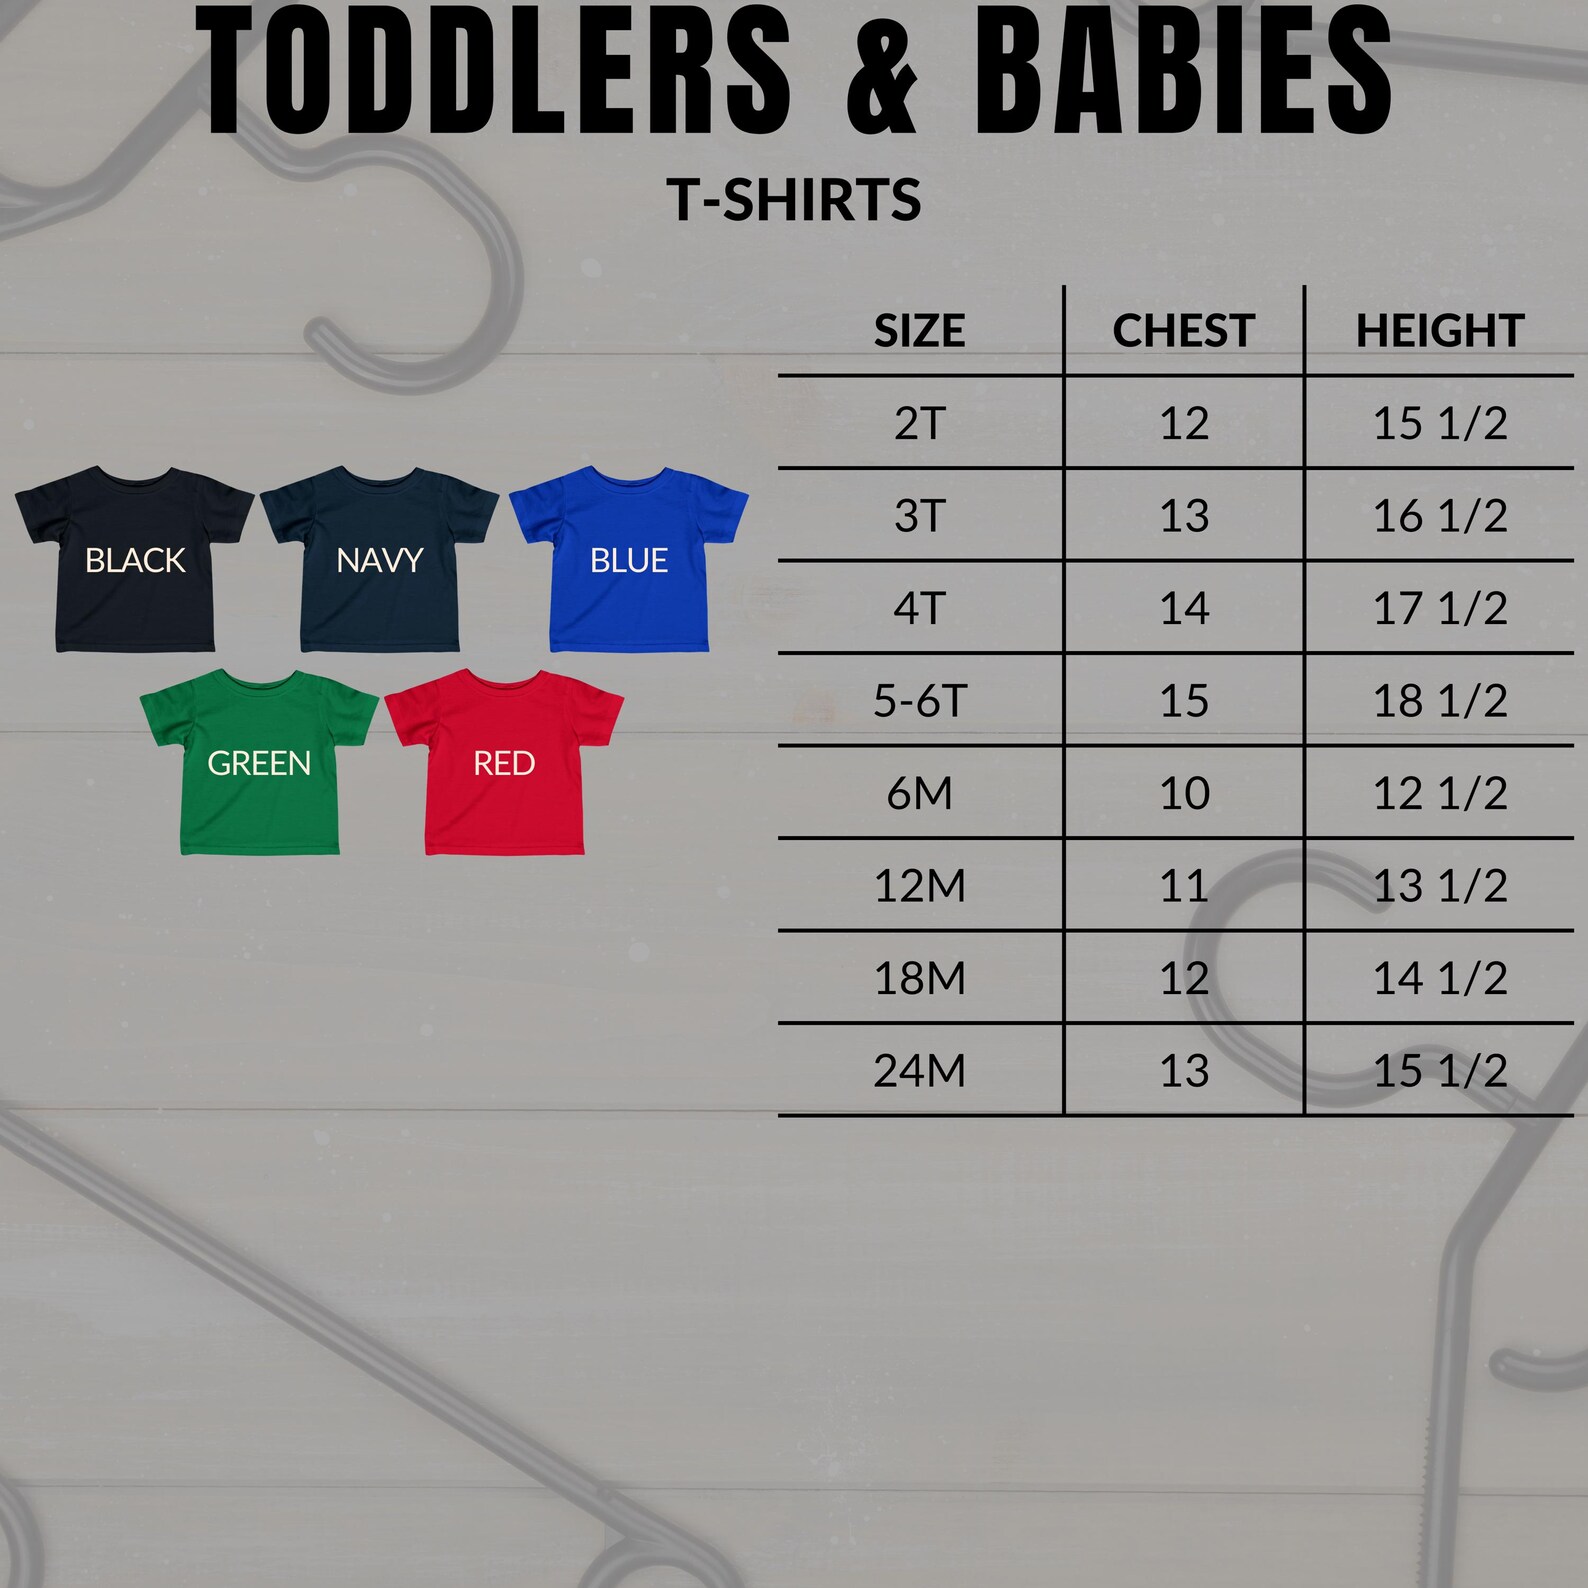 TODDLERS & BABIES
T-SHIRTS
BLACK NAVY BLUE
GREEN RED
SIZE CHEST HEIGHT
2T 12 15 1/2
3T 13 16 1/2
4T 14 17 1/2
5-6T 15 18 1/2
6M 10 12 1/2
12M 11 13 1/2
18M 12 14 1/2
24M 13 15 1/2